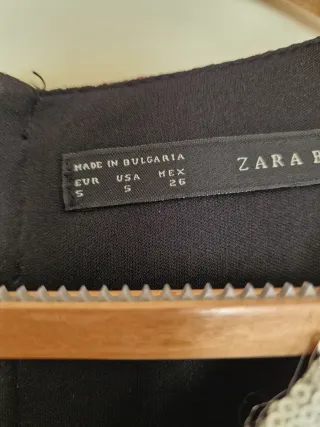 MADE IN BULGARIA
EUR USA MEX
S S 26
ZARA B